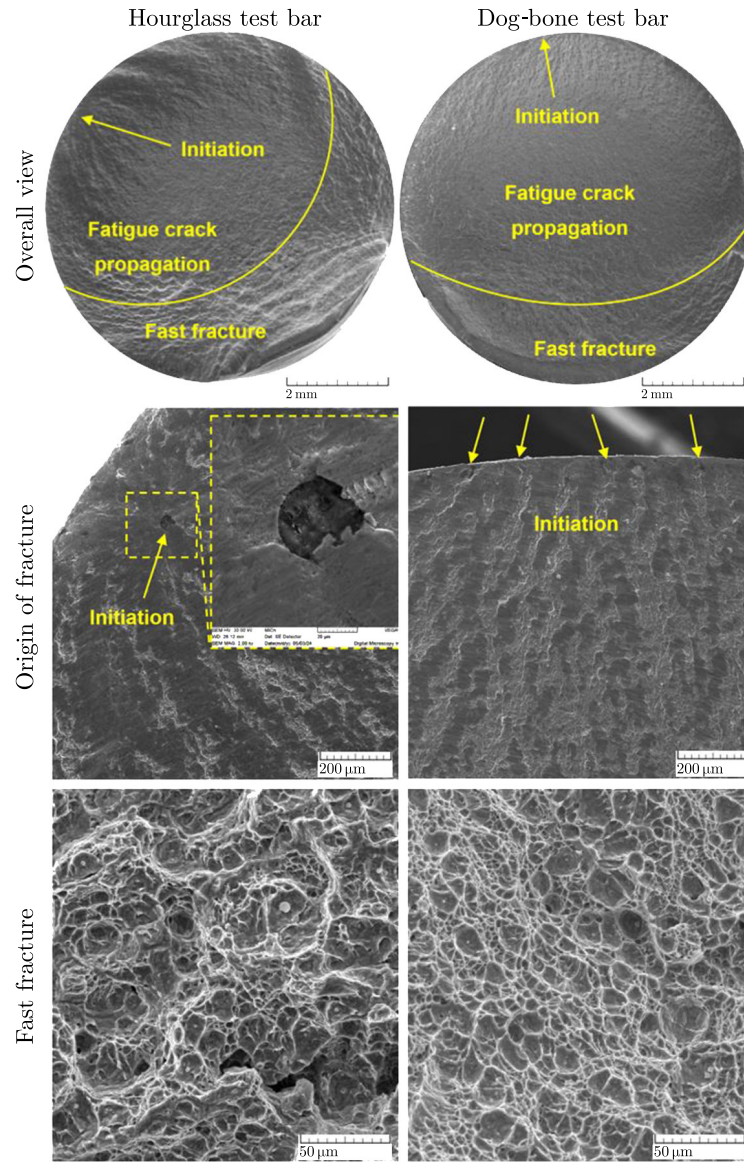 Hourglass test bar
Dog-bone test bar
Overall view
Initiation
Fatigue crack
propagation
Fast fracture
2 mm
Initiation
Fatigue crack
propagation
Fast fracture
2 mm
Origin of fracture
Initiation
Digital Microscopy
200 µm
Initiation
200 µm
Fast fracture
50 µm
50 µm